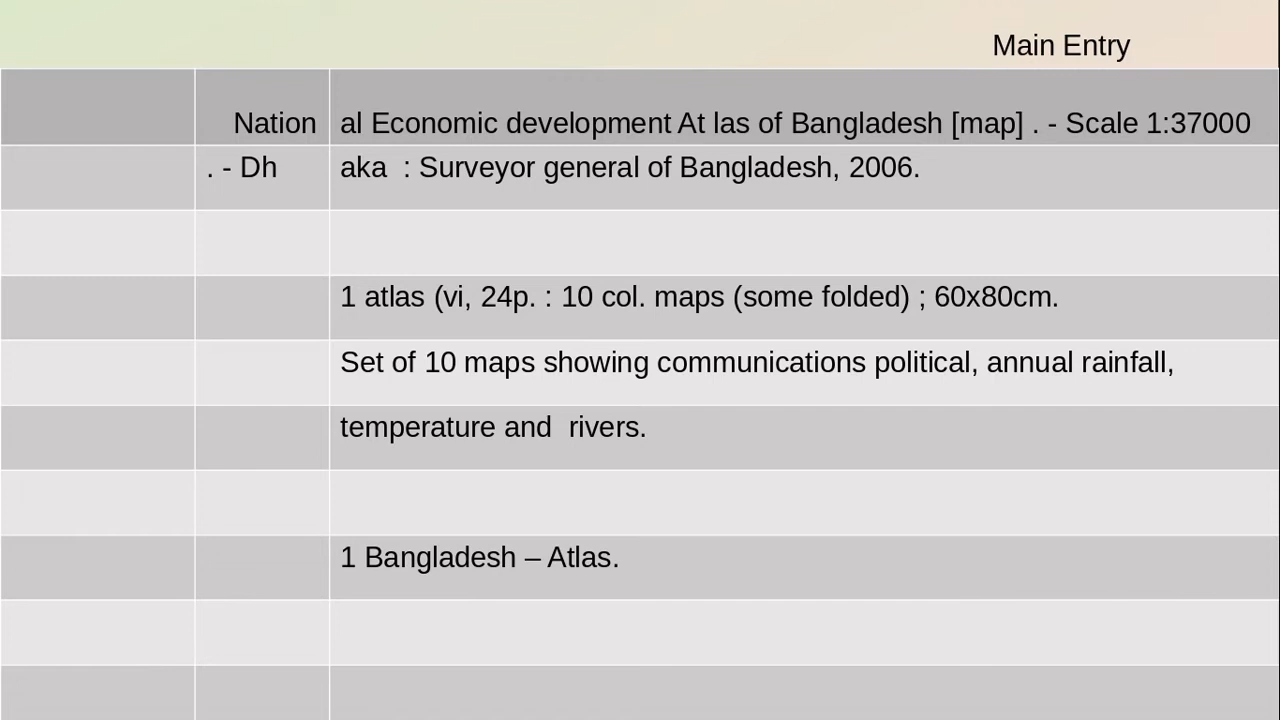 Main Entry
Nation al Economic development At las of Bangladesh [map] . - Scale 1:37000
. - Dh aka : Surveyor general of Bangladesh, 2006.
1 atlas (vi, 24p. : 10 col. maps (some folded) ; 60x80cm.
Set of 10 maps showing communications political, annual rainfall,
temperature and rivers.
1 Bangladesh – Atlas.